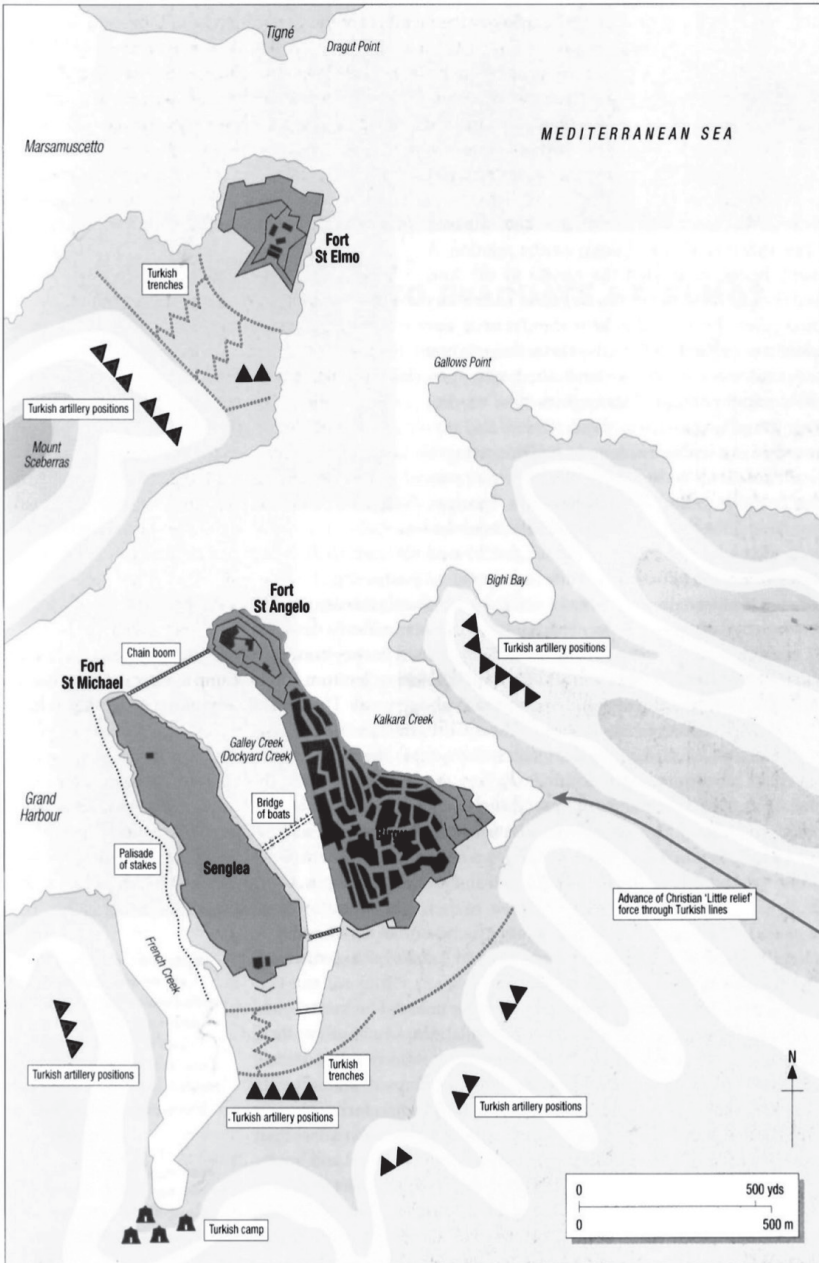 Tigné
Dragut Point
MEDITERRANEAN SEA
Marsamuscetto
Fort
St Elmo
Turkish
trenches
Gallows Point
Turkish artillery positions
Mount
Sceberras
Bighi Bay
Fort
St Angelo
Turkish artillery positions
Chain boom
Fort
St Michael
Kalkara Creek
Galley Creek
(Dockyard Creek)
Grand
Harbour
Bridge
of boats
Palisade
of stakes
Senglea
Advance of Christian 'Little relief'
force through Turkish lines
French Creek
Turkish artillery positions
Turkish
trenches
Turkish artillery positions
Turkish artillery positions
N
0 500 yds
0 500 m
Turkish camp